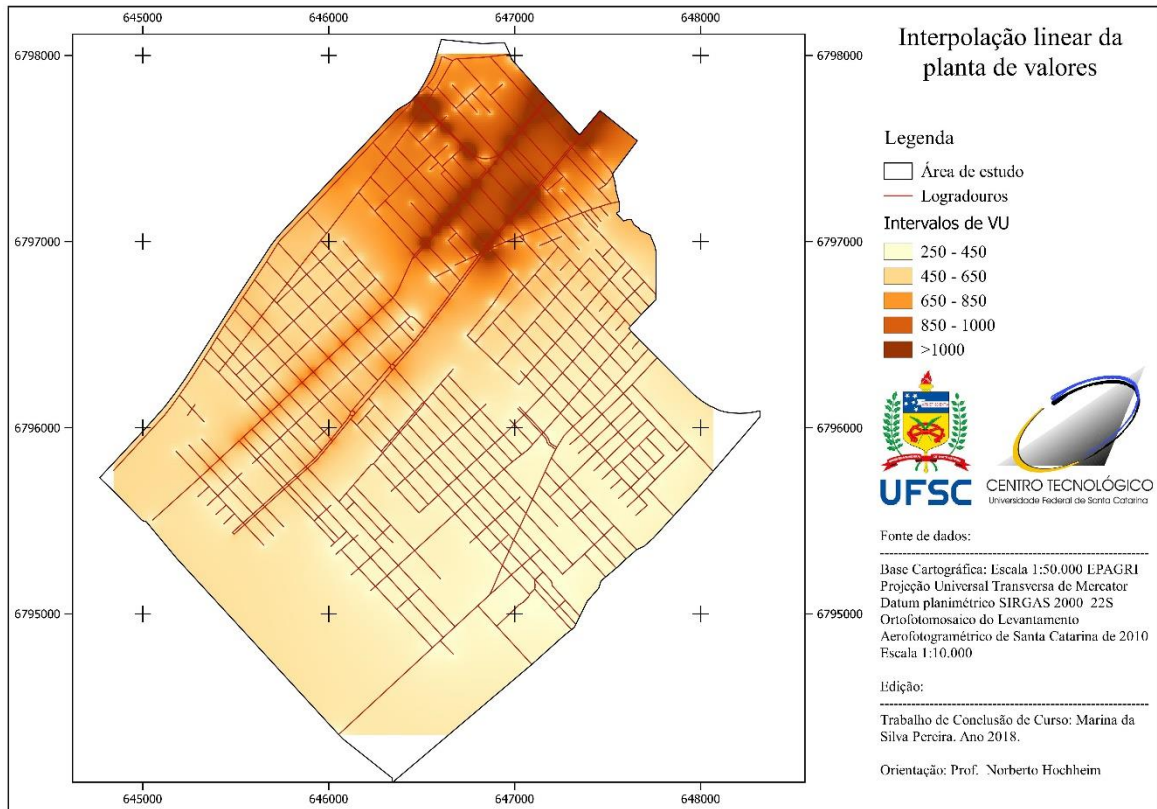 645000
646000
647000
648000
6798000
6798000
6797000
6797000
6796000
6796000
6795000
6795000
645000
646000
647000
648000
Interpolação linear da
planta de valores
Legenda
Área de estudo
Logradouros
Intervalos de VU
250 - 450
450 - 650
650 - 850
850 - 1000
>1000
UFSC
CENTRO TECNOLÓGICO
Universidade Federal de Santa Catarina
Fonte de dados:
Base Cartográfica: Escala 1:50.000 EPAGRI
Projeção Universal Transversa de Mercator
Datum planimétrico SIRGAS 2000 22S
Ortofotomosaico do Levantamento
Aerofotogramétrico de Santa Catarina de 2010
Escala 1:10.000
Edição:
Trabalho de Conclusão de Curso: Marina da
Silva Pereira. Ano 2018.
Orientação: Prof. Norberto Hochheim